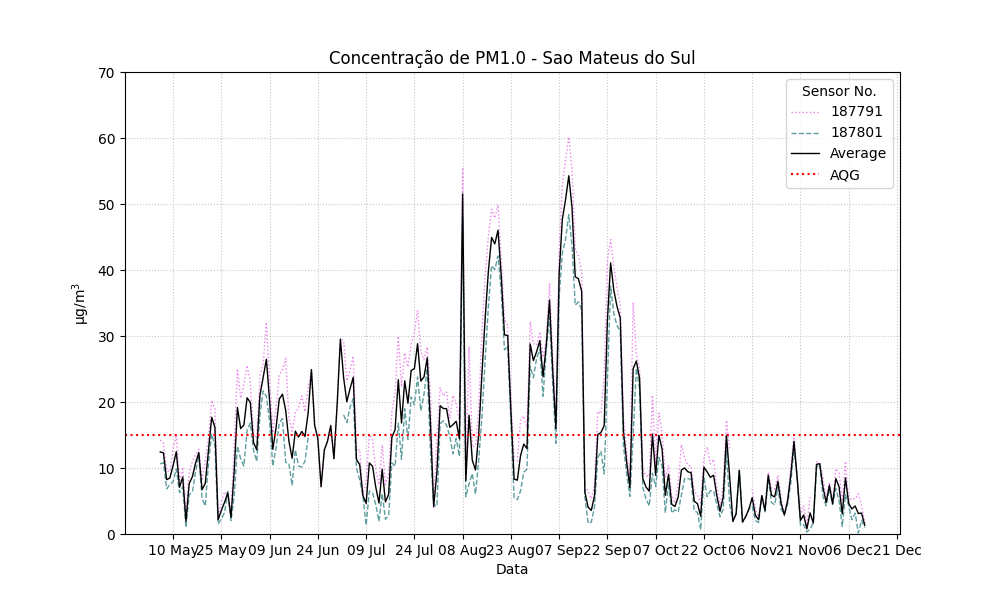 Concentração de PM1.0 - Sao Mateus do Sul
Sensor No.
187791
187801
Average
AQG
µg/m³
70
60
50
40
30
20
10
0
10 May 25 May 09 Jun 24 Jun 09 Jul 24 Jul 08 Aug 23 Aug 07 Sep 22 Sep 07 Oct 22 Oct 06 Nov 21 Nov 06 Dec 21 Dec
Data